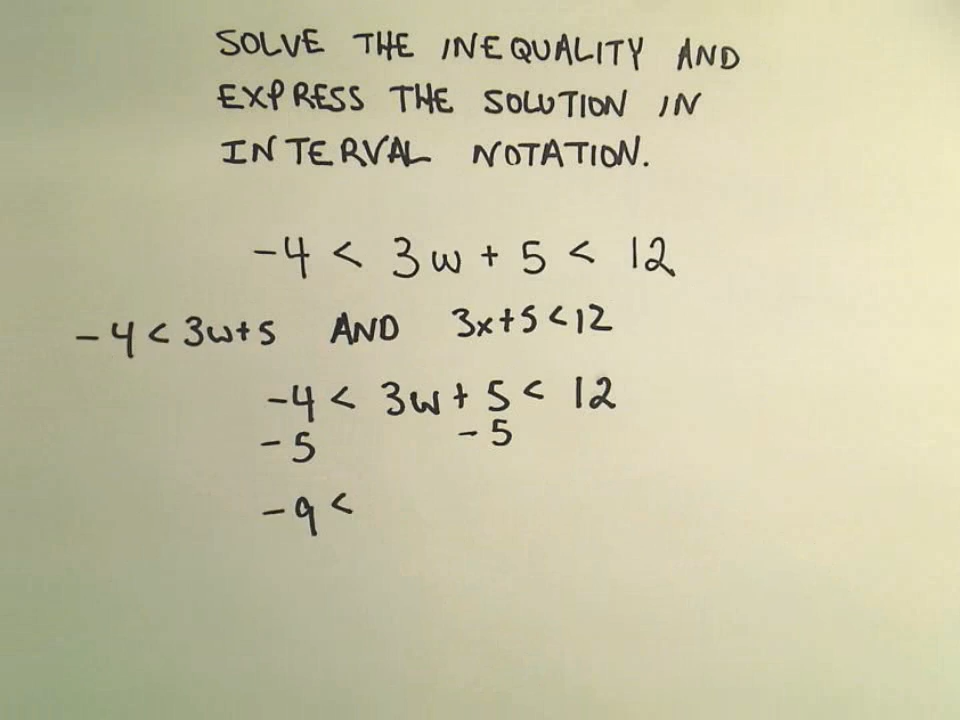 SOLVE THE INEQUALITY AND
EXPRESS THE SOLUTION IN
INTERVAL NOTATION.
-4 < 3w + 5 < 12
-4 < 3w+5 AND 3x+5 < 12
-4 < 3w + 5 < 12
-5 -5
-9 <